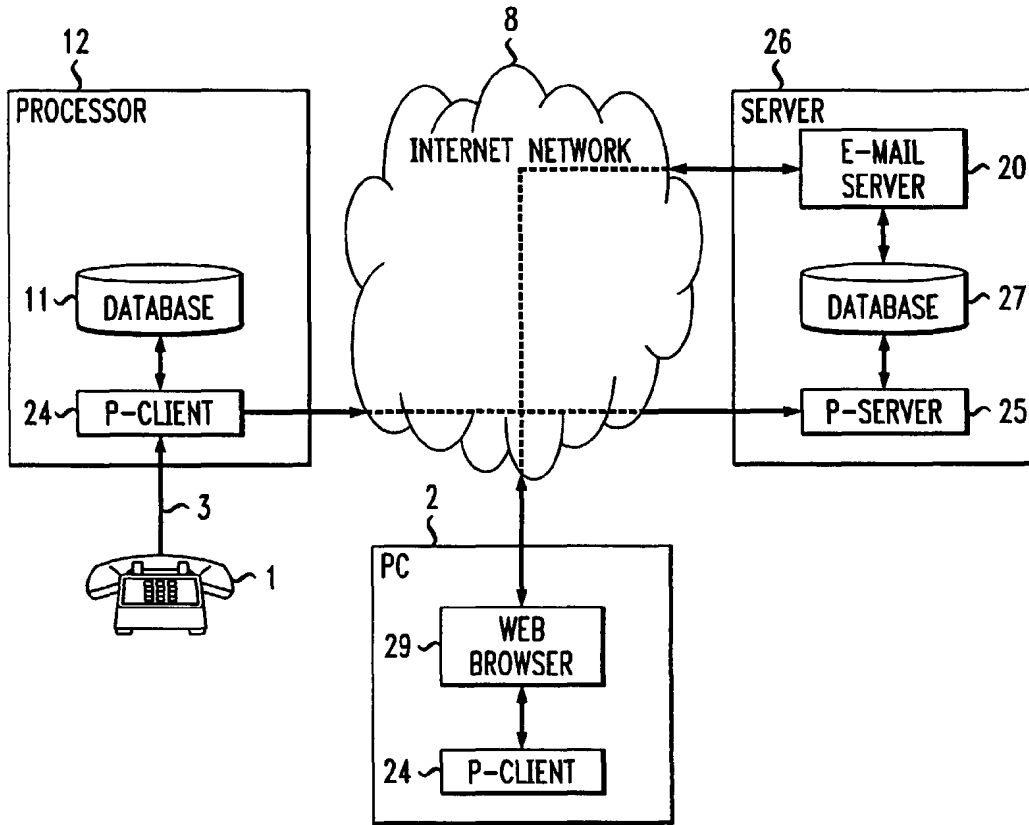 12
8
26
PROCESSOR
INTERNET NETWORK
SERVER
E-MAIL
SERVER
20
11
DATABASE
DATABASE
27
24
P-CLIENT
P-SERVER
25
3
1
2
PC
29
WEB
BROWSER
24
P-CLIENT